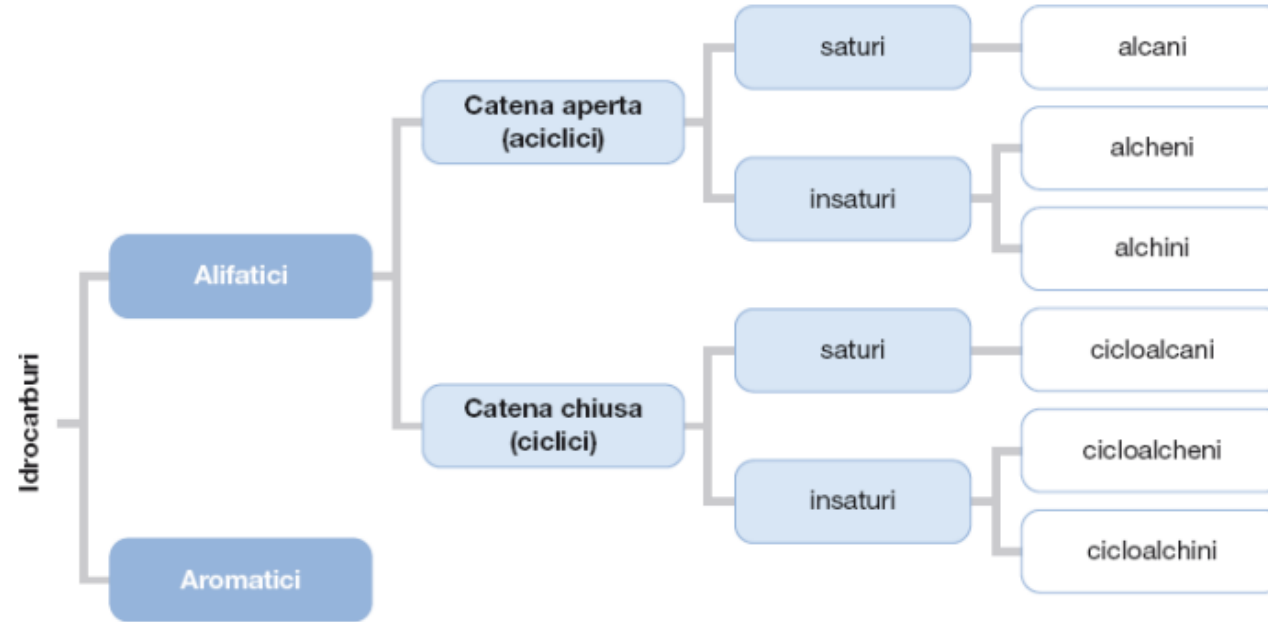 Idrocarburi
Alifatici
Catena aperta
(aciclici)
saturi
alcani
insaturi
alcheni
alchini
Catena chiusa
(ciclici)
saturi
cicloalcani
insaturi
cicloalcheni
cicloalchini
Aromatici